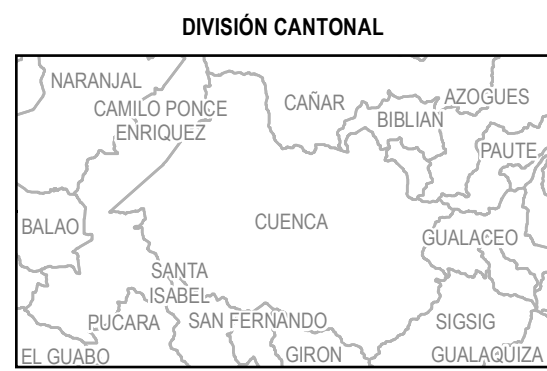 DIVISIÓN CANTONAL
NARANJAL
CAMILO PONCE
ENRIQUEZ
CAÑAR
AZOGUES
BIBLIAN
PAUTE
BALAO
CUENCA
GUALACEO
SANTA
ISABEL
PUCARA
SAN FERNANDO
SIGSIG
EL GUABO
GIRON
GUALAQUIZA